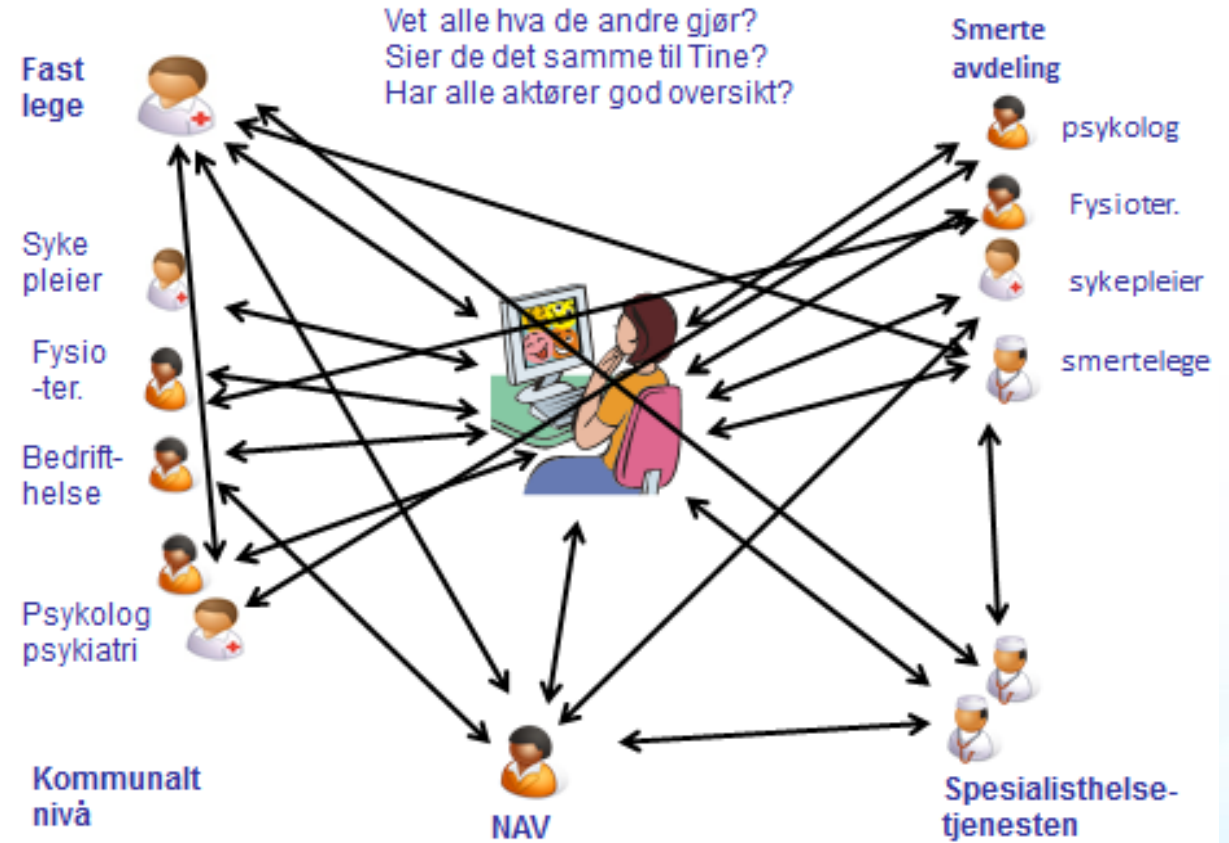 Vet alle hva de andre gjør?
Sier de det samme til Tine?
Har alle aktører god oversikt?
Fast
lege
Syke
pleier
Fysio
-ter.
Bedrift-
helse
Psykolog
psykiatri
Kommunalt
nivå
NAV
Smerte
avdeling
psykolog
Fysioter.
sykepleier
smertelege
Spesialisthelse-
tjenesten